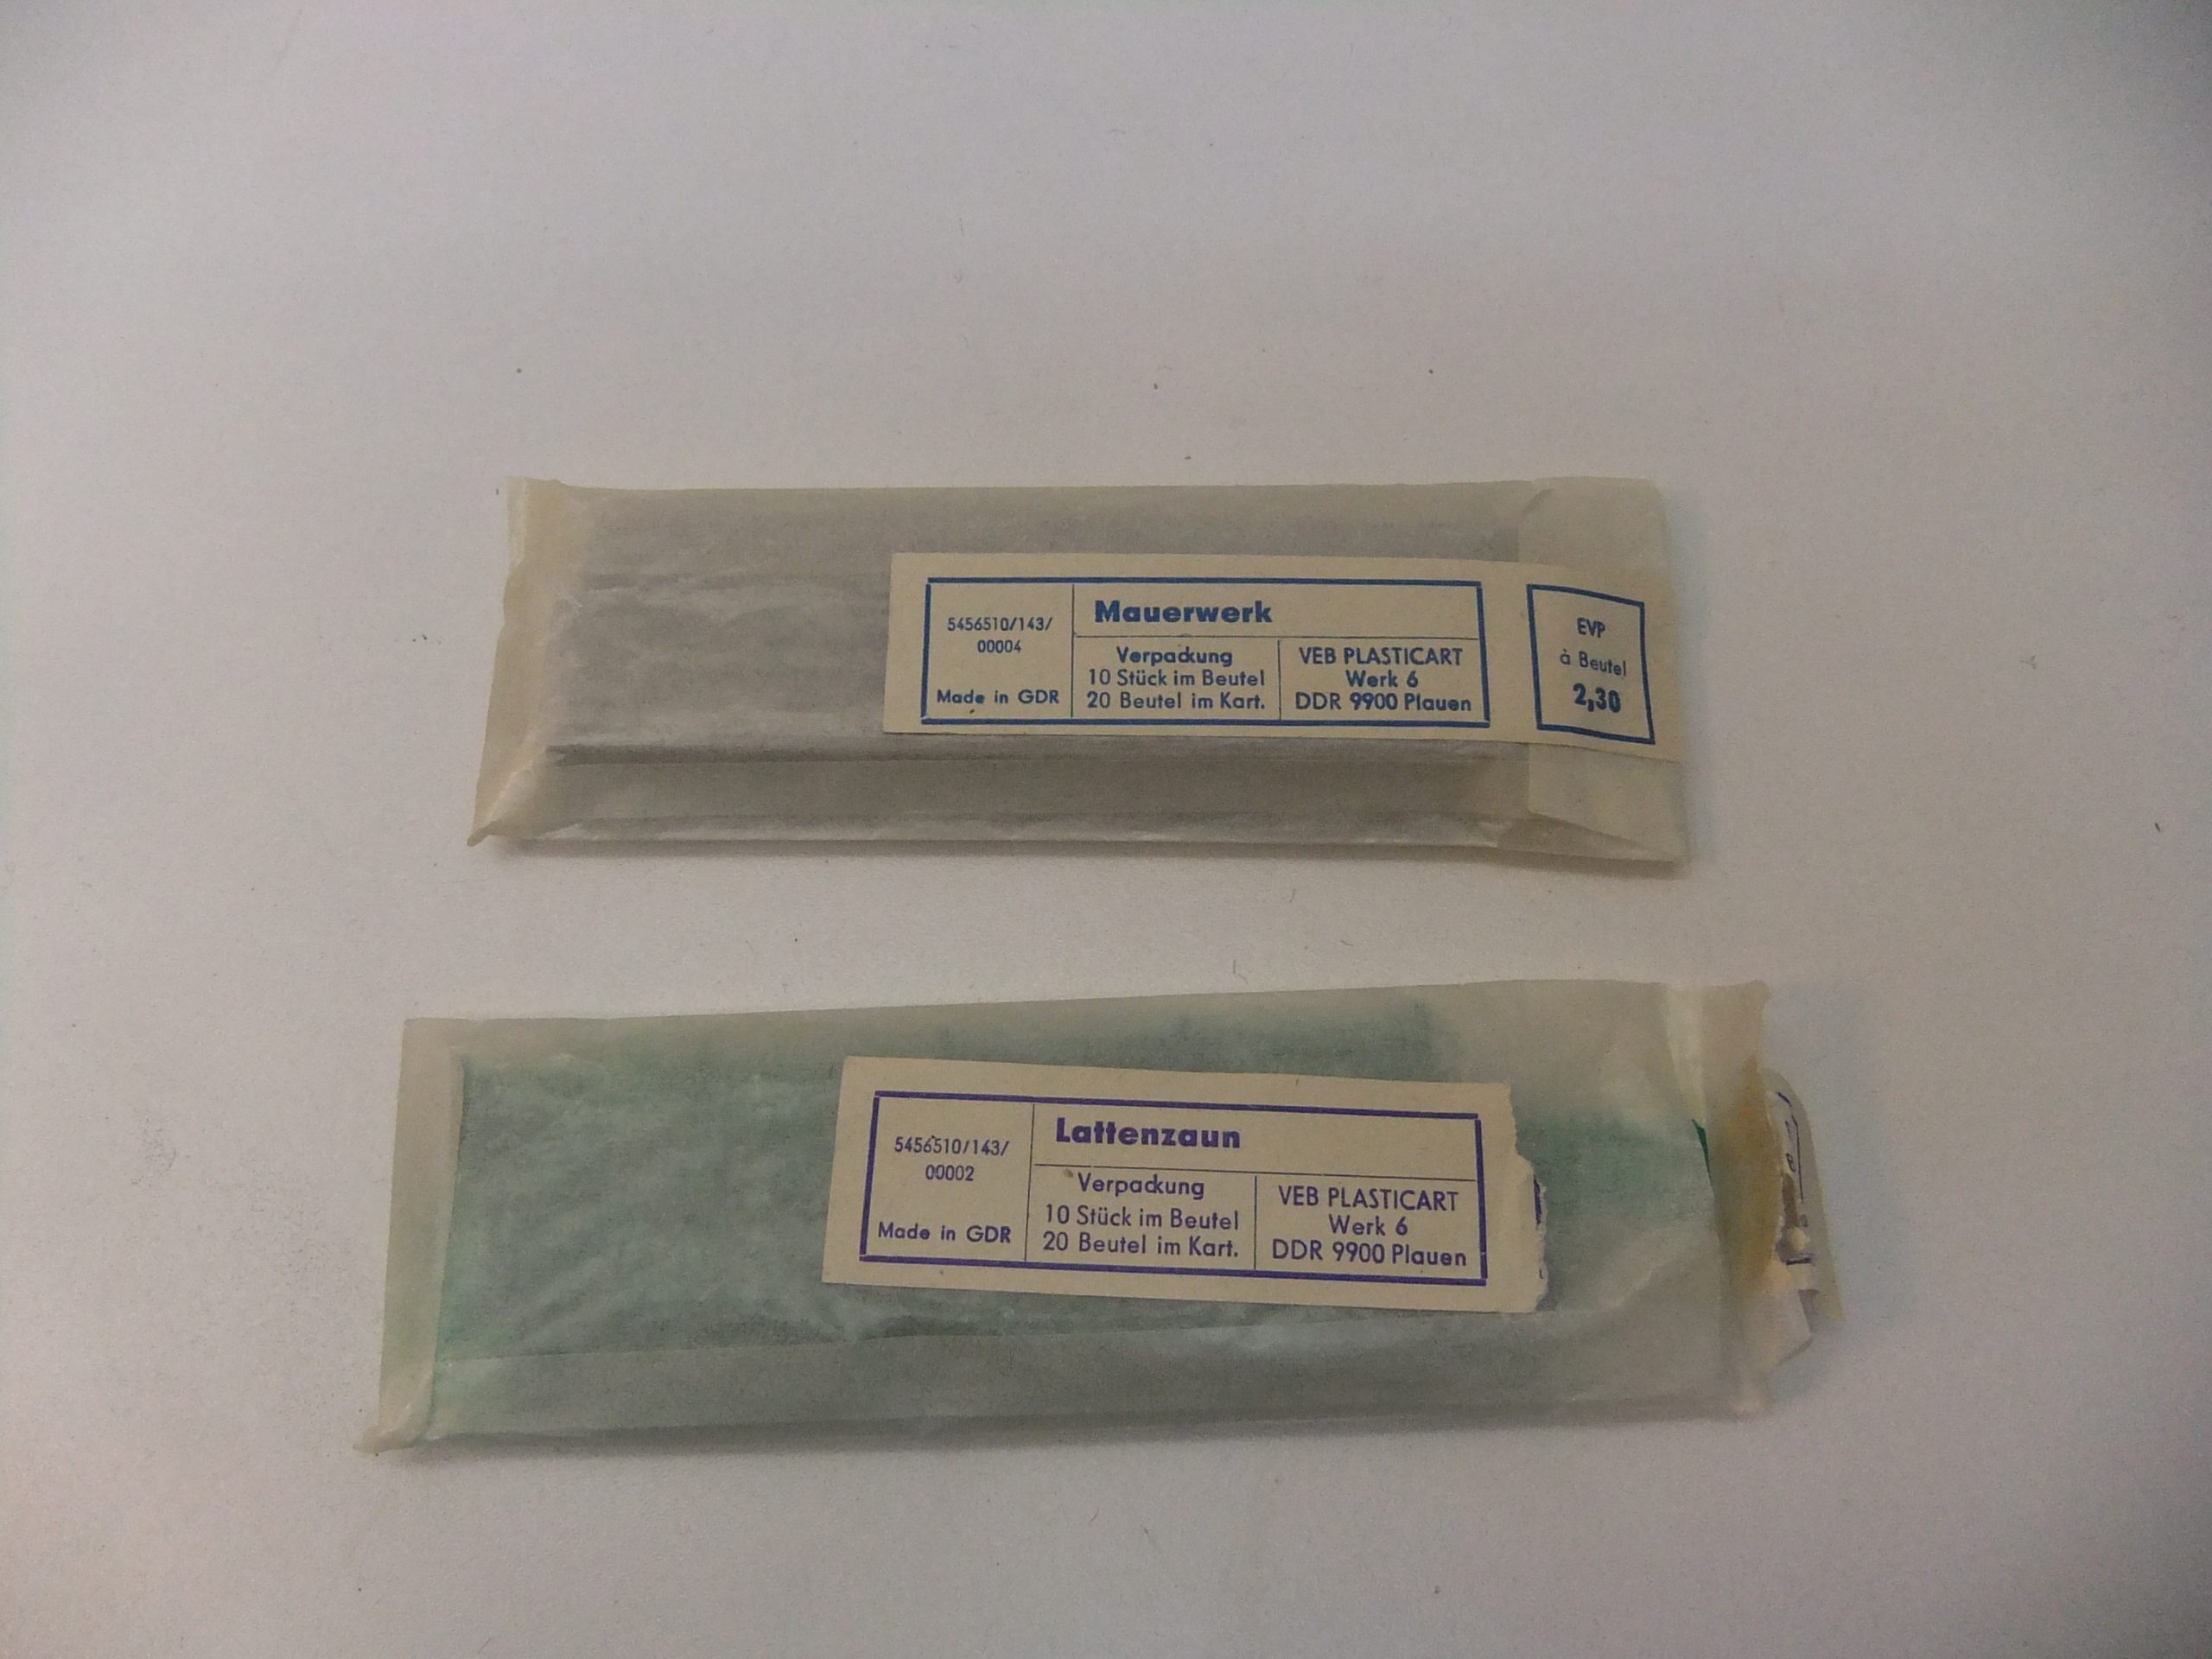 5456510/143/
00004
Made in GDR
Mauerwerk
Verpackung
10 Stück im Beutel
20 Beutel im Kart.
VEB PLASTICART
Werk 6
DDR 9900 Plauen
EVP
à Beutel
2,30
5456510/143/
00002
Made in GDR
Lattenzaun
Verpackung
10 Stück im Beutel
20 Beutel im Kart.
VEB PLASTICART
Werk 6
DDR 9900 Plauen